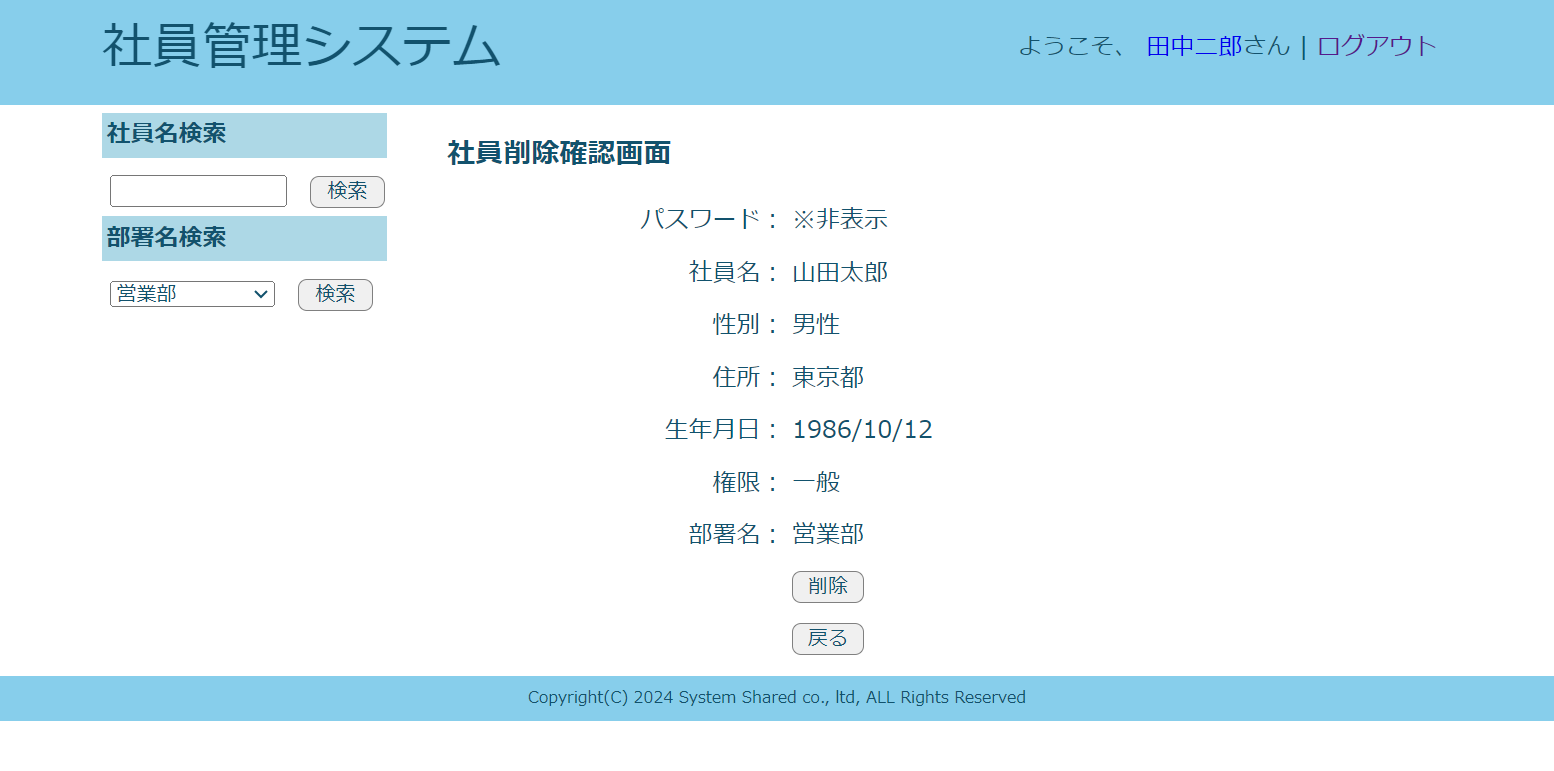 社員管理システム
ようこそ、 田中二郎さん | ログアウト
社員名検索
検索
部署名検索
営業部 検索
社員削除確認画面
パスワード： ※非表示
社員名： 山田太郎
性別： 男性
住所： 東京都
生年月日： 1986/10/12
権限： 一般
部署名： 営業部
削除
戻る
Copyright(C) 2024 System Shared co., ltd, ALL Rights Reserved